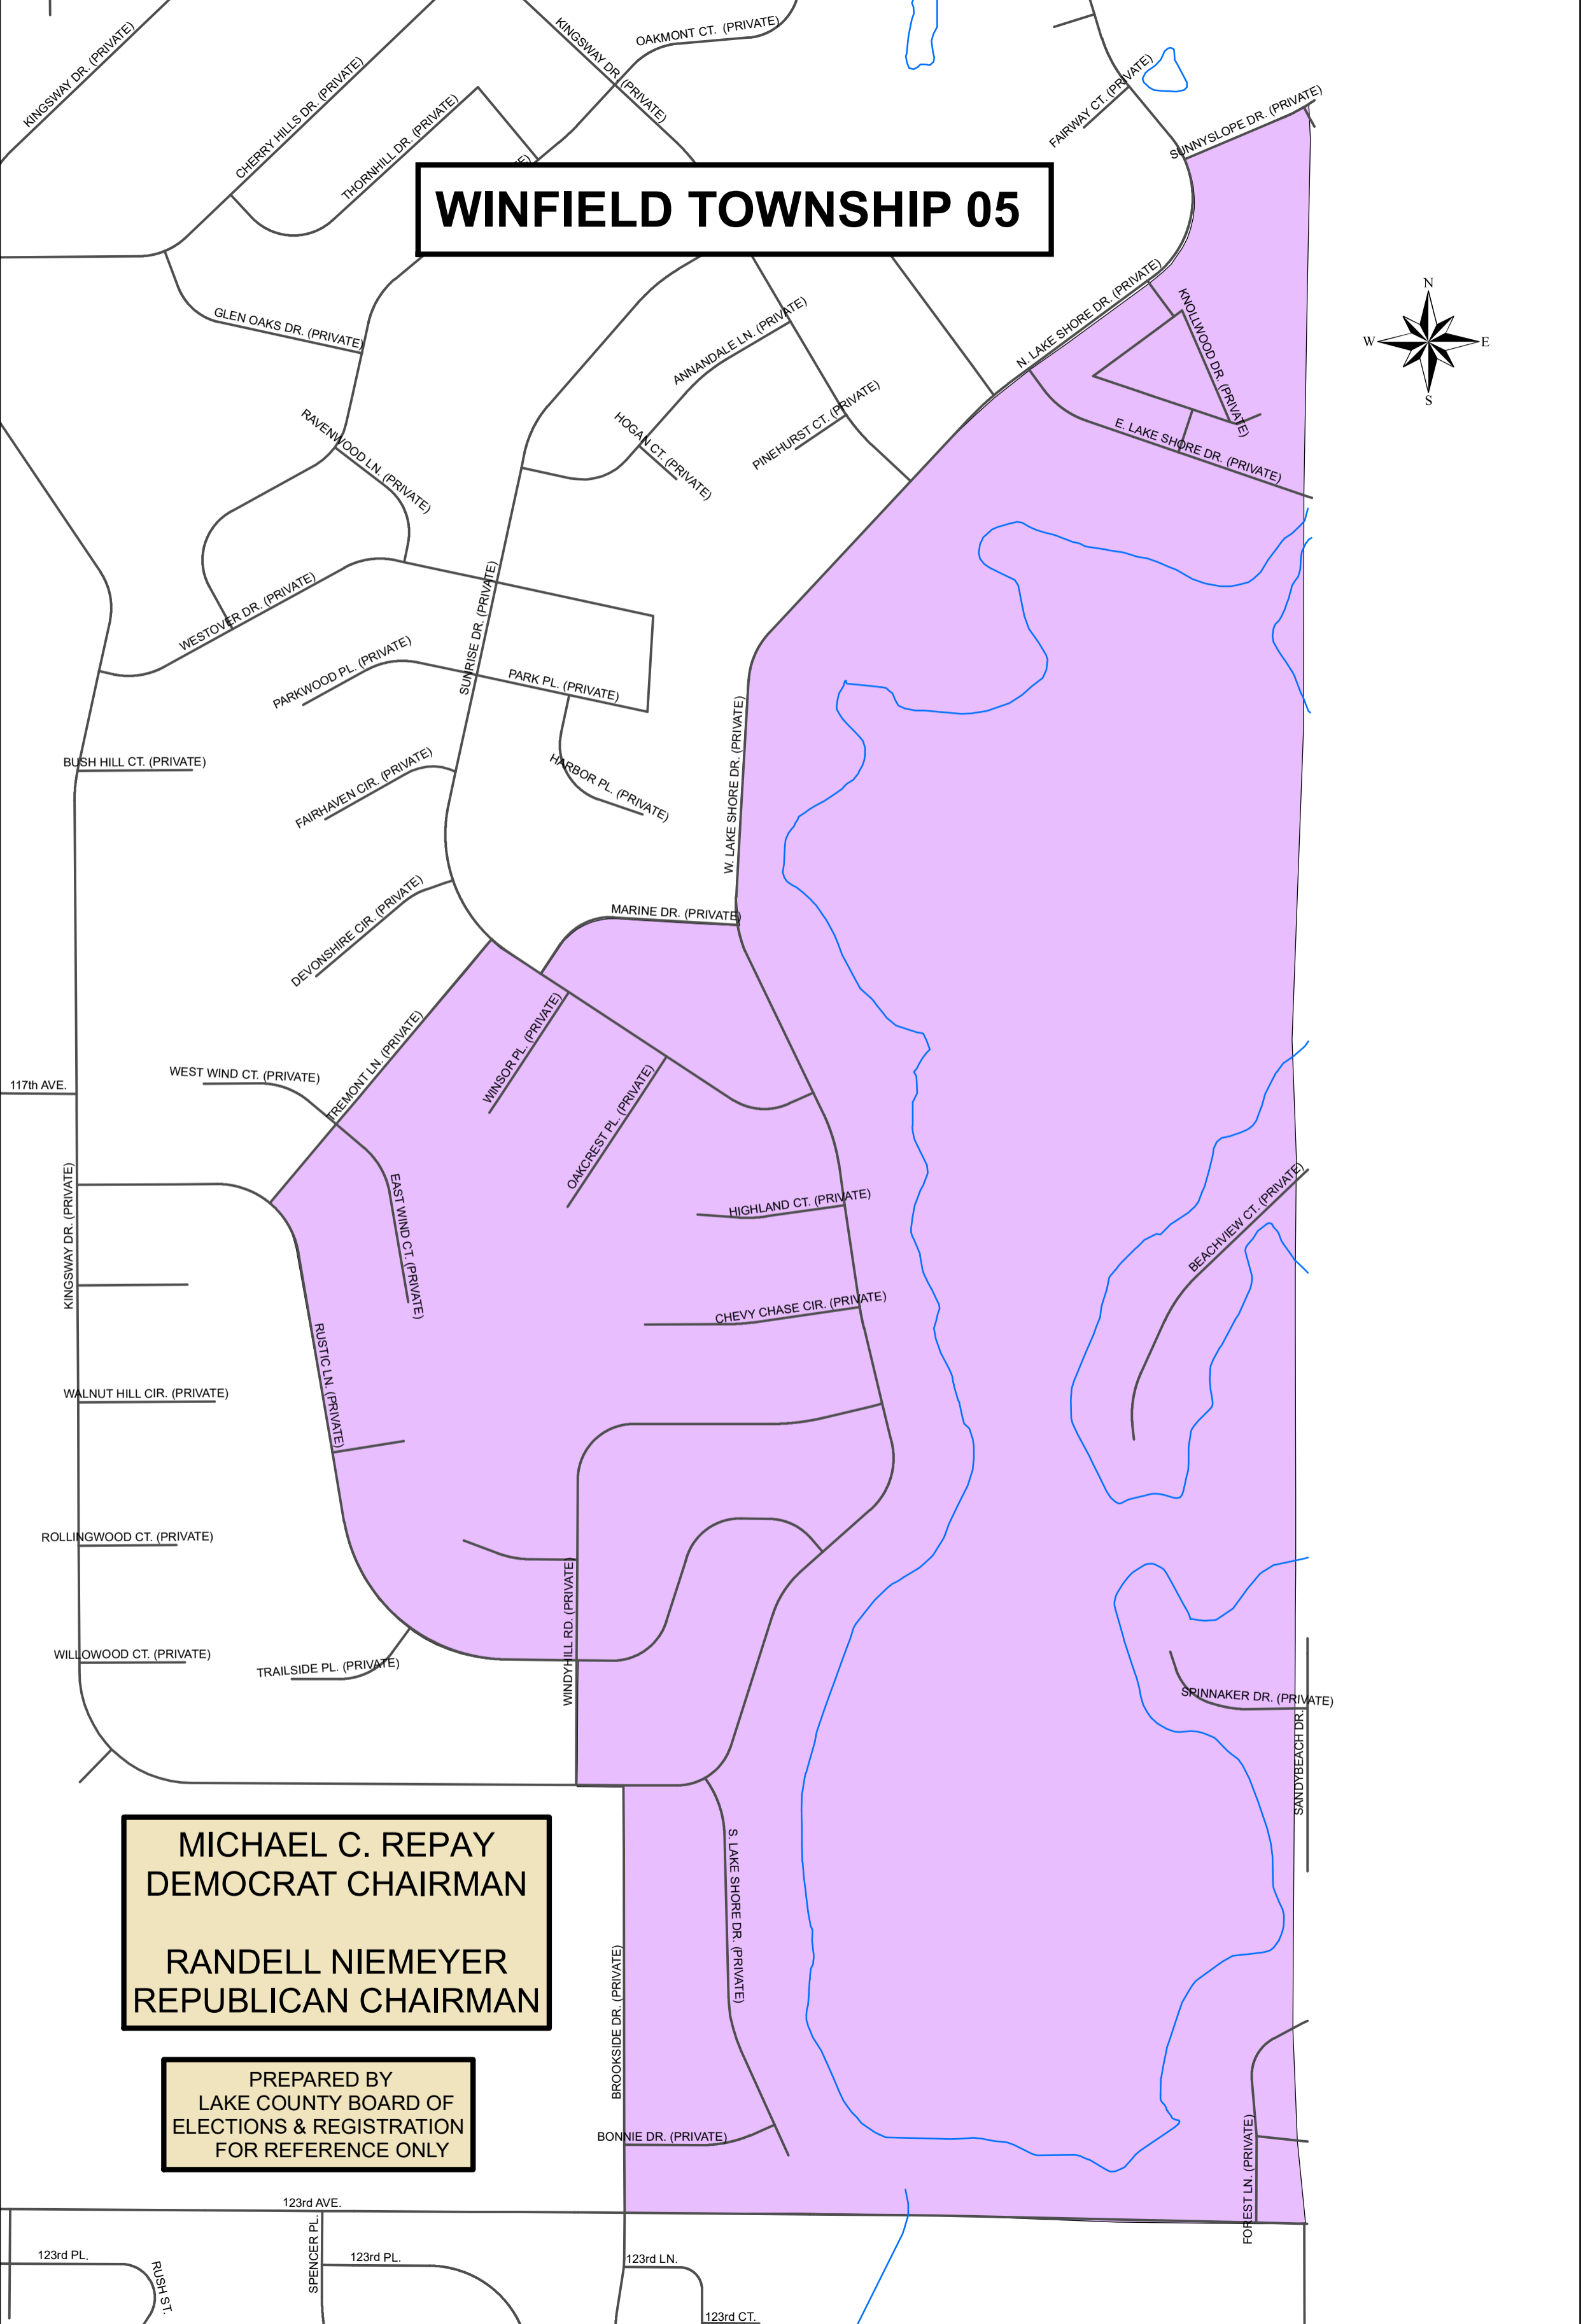 KINGSWAY DR. (PRIVATE)
CHERRY HILLS DR. (PRIVATE)
THORNHILL DR. (PRIVATE)
KINGSWAY DR. (PRIVATE)
OAKMONT CT. (PRIVATE)
FAIRWAY CT. (PRIVATE)
SUNNYSLOPE DR. (PRIVATE)
WINFIELD TOWNSHIP 05
N
W
E
S
GLEN OAKS DR. (PRIVATE)
ANNANDALE LN. (PRIVATE)
N. LAKE SHORE DR. (PRIVATE)
KNOLLWOOD DR. (PRIVATE)
RAVENWOOD LN. (PRIVATE)
HOGAN CT. (PRIVATE)
PINEHURST CT. (PRIVATE)
E. LAKE SHORE DR. (PRIVATE)
WESTOVER DR. (PRIVATE)
SUNRISE DR. (PRIVATE)
PARKWOOD PL. (PRIVATE)
PARK PL. (PRIVATE)
W. LAKE SHORE DR. (PRIVATE)
BUSH HILL CT. (PRIVATE)
FAIRHAVEN CIR. (PRIVATE)
HARBOR PL. (PRIVATE)
DEVONSHIRE CIR. (PRIVATE)
MARINE DR. (PRIVATE)
117th AVE.
WEST WIND CT. (PRIVATE)
TREMONT LN. (PRIVATE)
WINSOR PL. (PRIVATE)
OAKCREST PL. (PRIVATE)
KINGSWAY DR. (PRIVATE)
EAST WIND CT. (PRIVATE)
HIGHLAND CT. (PRIVATE)
BEACHVIEW CT. (PRIVATE)
CHEVY CHASE CIR. (PRIVATE)
RUSTIC LN. (PRIVATE)
WALNUT HILL CIR. (PRIVATE)
ROLLINGWOOD CT. (PRIVATE)
WINDYHILL RD. (PRIVATE)
WILLOWOOD CT. (PRIVATE)
TRAILSIDE PL. (PRIVATE)
SPINNAKER DR. (PRIVATE)
SANDYBEACH DR.
MICHAEL C. REPAY
DEMOCRAT CHAIRMAN
RANDELL NIEMEYER
REPUBLICAN CHAIRMAN
S. LAKE SHORE DR. (PRIVATE)
BROOKSIDE DR. (PRIVATE)
PREPARED BY
LAKE COUNTY BOARD OF
ELECTIONS & REGISTRATION
FOR REFERENCE ONLY
BONNIE DR. (PRIVATE)
FOREST LN. (PRIVATE)
123rd AVE.
123rd PL.
RUSH ST.
SPENCER PL.
123rd PL.
123rd LN.
123rd CT.